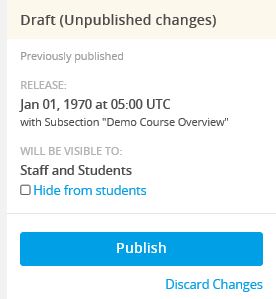 Draft (Unpublished changes)
Previously published
RELEASE:
Jan 01, 1970 at 05:00 UTC
with Subsection "Demo Course Overview"
WILL BE VISIBLE TO:
Staff and Students
Hide from students
Publish
Discard Changes